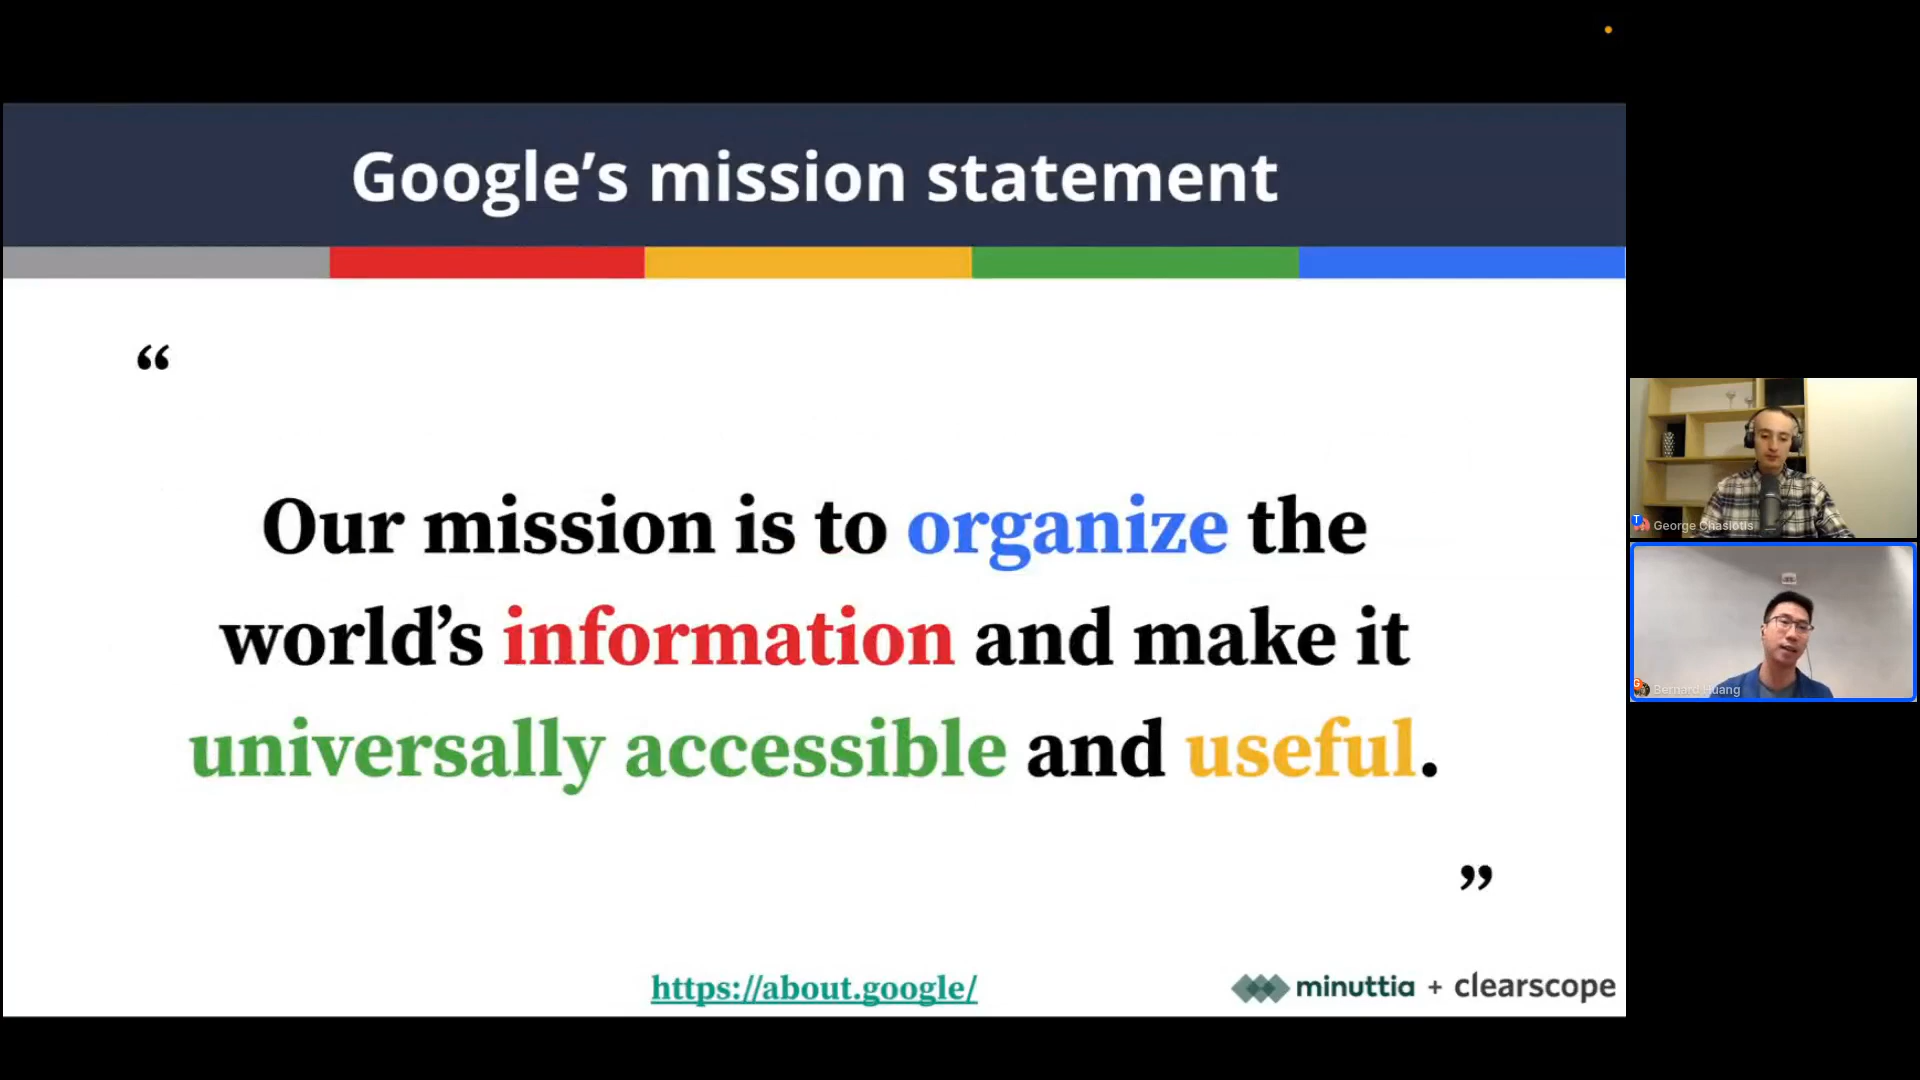 Google’s mission statement
“
Our mission is to organize the
world’s information and make it
universally accessible and useful.
”
https://about.google/
minuttia + clearscope
George Chasiotis
Bernard Huang